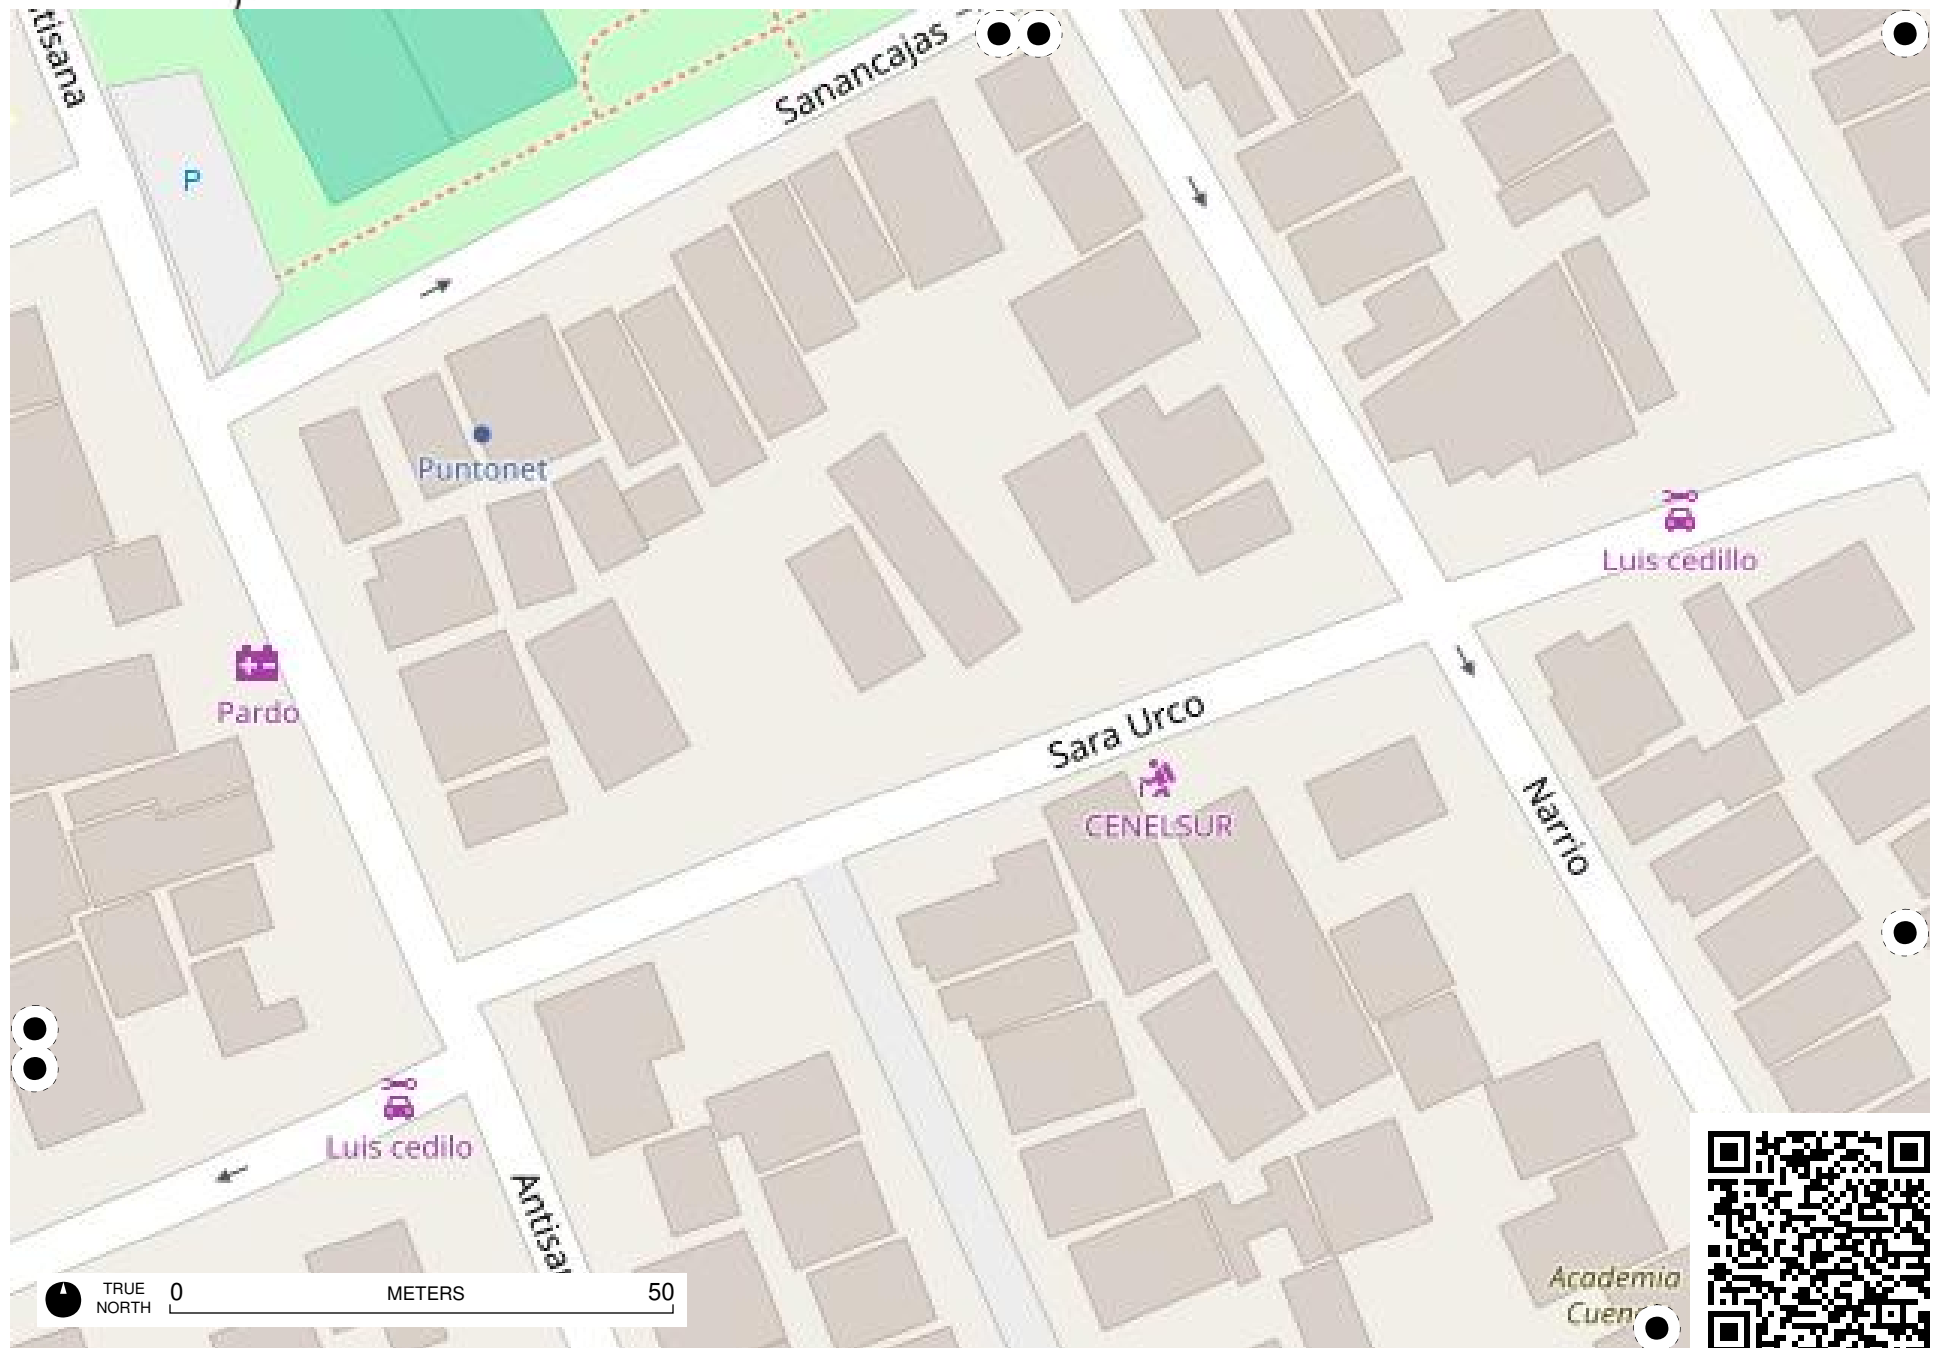 tisana
Sanancajas
P
Puntonet
Luis cedillo
Pardo
Sara Urco
CENELSUR
Narrio
Luis cedilo
Antisa
TRUE
NORTH
0 METERS 50
Academia